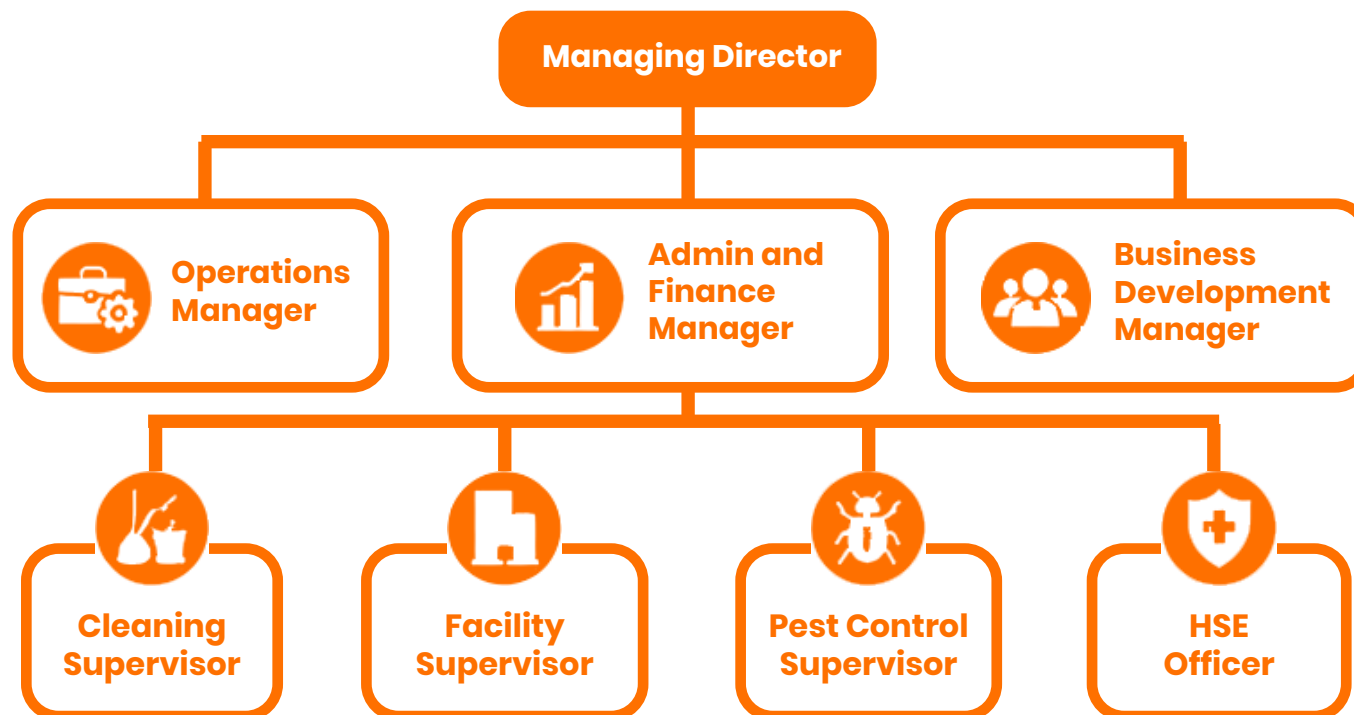 Managing Director
Operations
Manager
Admin and
Finance
Manager
Business
Development
Manager
Cleaning
Supervisor
Facility
Supervisor
Pest Control
Supervisor
HSE
Officer